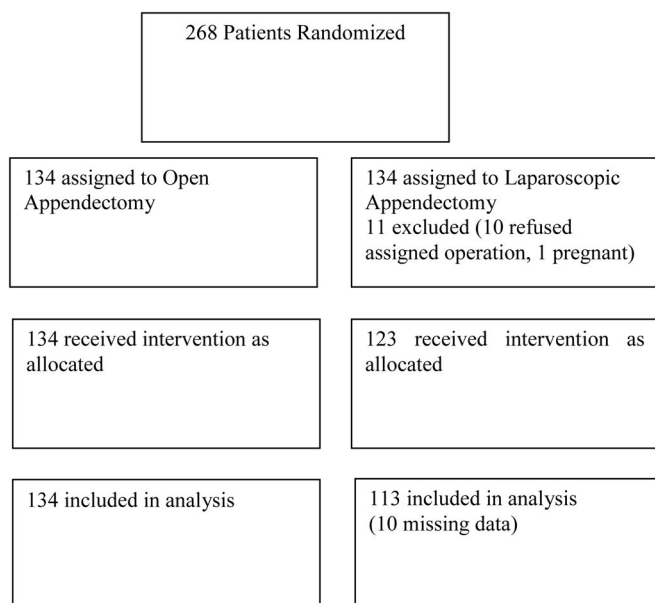 268 Patients Randomized
134 assigned to Open
Appendectomy
134 assigned to Laparoscopic
Appendectomy
11 excluded (10 refused
assigned operation, 1 pregnant)
134 received intervention as
allocated
123 received intervention as
allocated
134 included in analysis
113 included in analysis
(10 missing data)